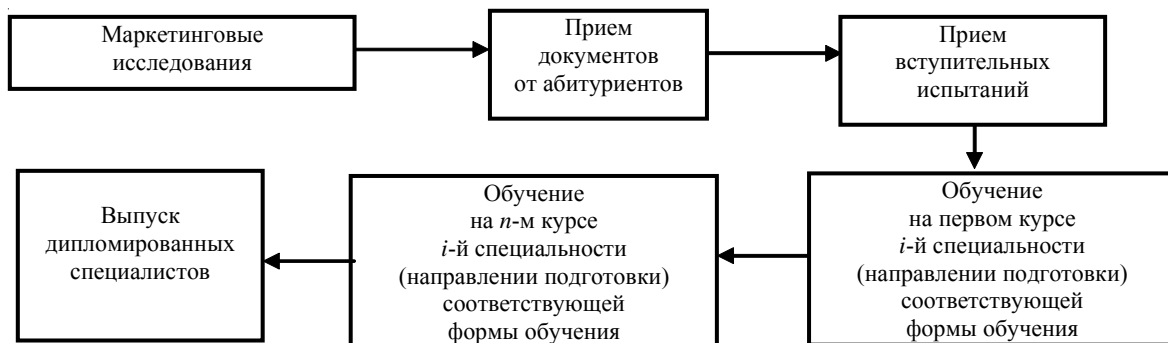 Маркетинговые
исследования
Прием
документов
от абитуриентов
Прием
вступительных
испытаний
Обучение
на первом курсе
i-й специальности
(направлении подготовки)
соответствующей
формы обучения
Обучение
на n-м курсе
i-й специальности
(направлении подготовки)
соответствующей
формы обучения
Выпуск
дипломированных
специалистов